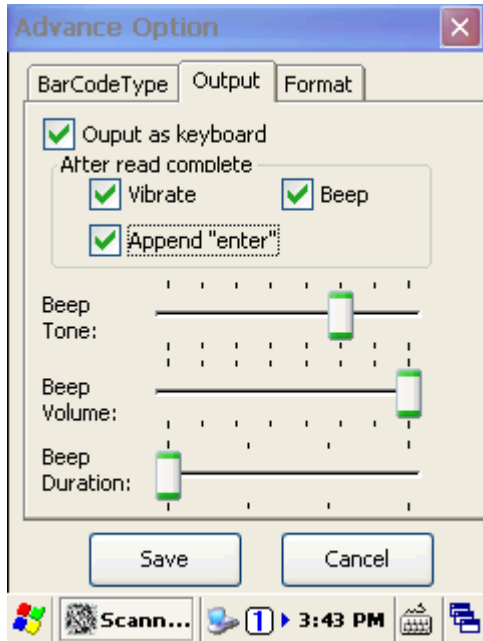 Advance Option
BarCodeType Output Format
Ouput as keyboard
After read complete
Vibrate Beep
Append "enter"
Beep
Tone:
Beep
Volume:
Beep
Duration:
Save Cancel
Scann... 1 3:43 PM